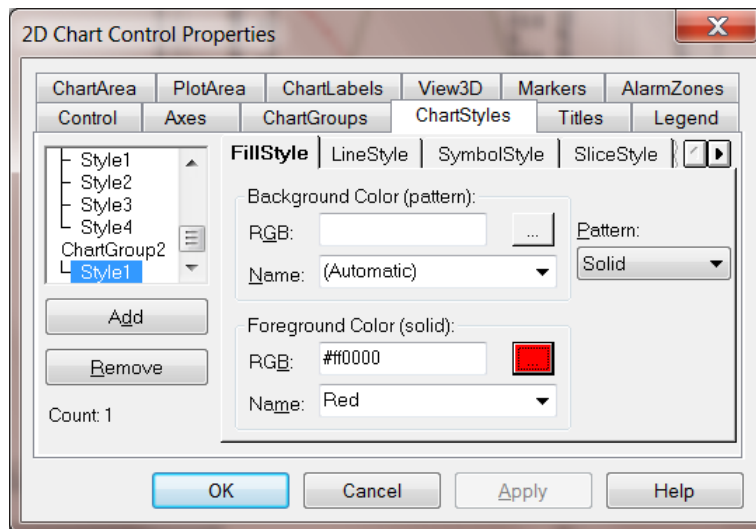 2D Chart Control Properties
ChartArea PlotArea ChartLabels View3D Markers AlarmZones
Control Axes ChartGroups ChartStyles Titles Legend
Style1
Style2
Style3
Style4
ChartGroup2
Style1
Add
Remove
Count: 1
FillStyle LineStyle SymbolStyle SliceStyle
Background Color (pattern):
RGB: ...
Name: (Automatic)
Pattern:
Solid
Foreground Color (solid):
RGB: #ff0000 ...
Name: Red
OK Cancel Apply Help